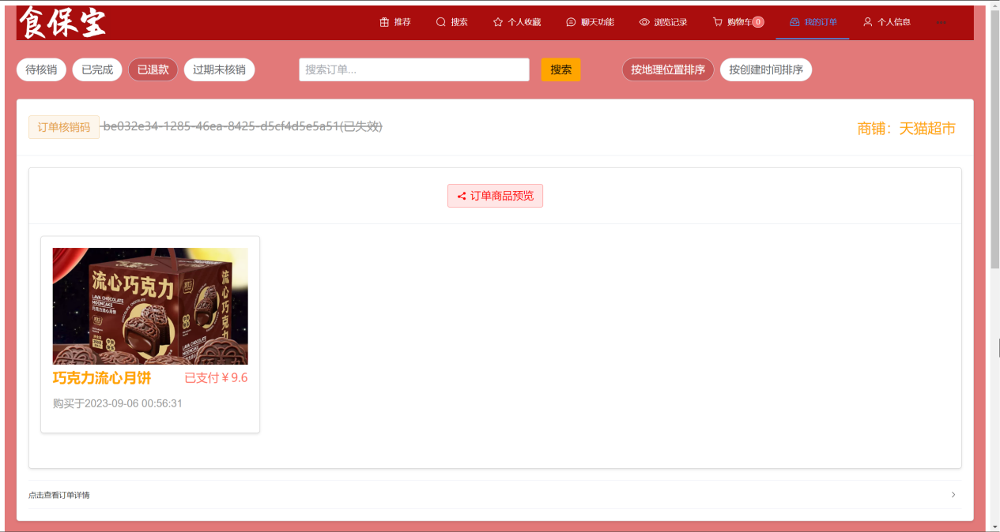 食保宝
推荐
搜索
个人收藏
聊天功能
浏览记录
购物车 0
我的订单
个人信息
待核销
已完成
已退款
过期未核销
搜索订单...
搜索
按地理位置排序
按创建时间排序
订单核销码 be032e34-1285-46ea-8425-d5cf4d5e5a51(已失效)
商铺：天猫超市
订单商品预览
流心巧克力
LAVA CHOCOLATE
MOONCAKE
巧克力流心月饼
流心巧克力
LAVA CHOCOLATE
MOONCAKE
巧克力流心月饼 已支付￥9.6
购买于2023-09-06 00:56:31
点击查看订单详情